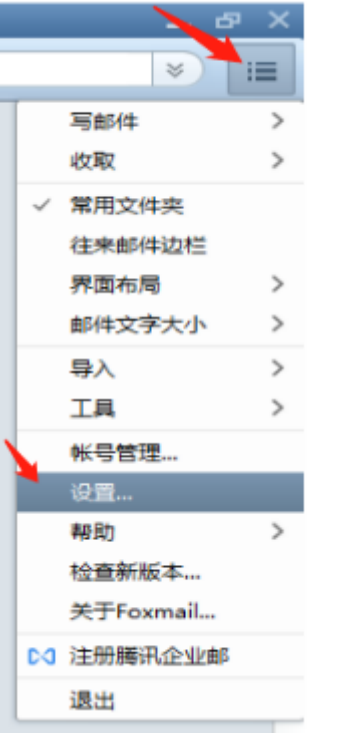 写邮件
收取
常用文件夹
往来邮件边栏
界面布局
邮件文字大小
导入
工具
帐号管理...
设置...
帮助
检查新版本...
关于Foxmail...
注册腾讯企业邮
退出